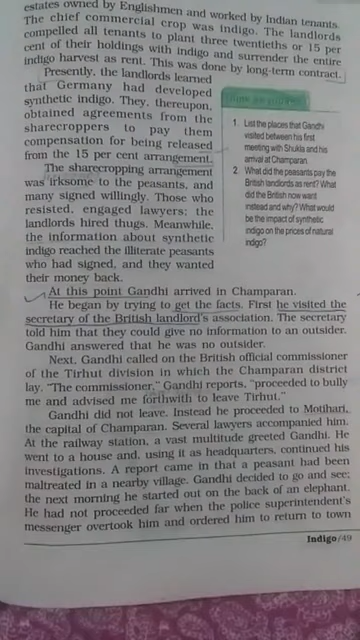 estates owned by Englishmen and worked by Indian tenants.
The chief commercial crop was indigo. The landlords
compelled all tenants to plant three twentieths or 15 per
cent of their holdings with indigo and surrender the entire
indigo harvest as rent. This was done by long-term contract.
Presently, the landlords learned
that Germany had developed
synthetic indigo. They, thereupon,
obtained agreements from the
sharecroppers to pay them
compensation for being released
from the 15 per cent arrangement.
The sharecropping arrangement
was irksome to the peasants, and
many signed willingly. Those who
resisted, engaged lawyers; the
landlords hired thugs. Meanwhile,
the information about synthetic
indigo reached the illiterate peasants
who had signed, and they wanted
their money back.
1. List the places that Gandhi
visited between his first
meeting with Shukla and his
arrival at Champaran.
2. What did the peasants pay the
British landlords as rent? What
did the British now want
instead and why? What would
be the impact of synthetic
indigo on the prices of natural
indigo?
At this point Gandhi arrived in Champaran.
He began by trying to get the facts. First he visited the
secretary of the British landlord's association. The secretary
told him that they could give no information to an outsider.
Gandhi answered that he was no outsider.
Next, Gandhi called on the British official commissioner
of the Tirhut division in which the Champaran district
lay. "The commissioner," Gandhi reports, "proceeded to bully
me and advised me forthwith to leave Tirhut."
Gandhi did not leave. Instead he proceeded to Motihari,
the capital of Champaran. Several lawyers accompanied him.
At the railway station, a vast multitude greeted Gandhi. He
went to a house and, using it as headquarters, continued his
investigations. A report came in that a peasant had been
maltreated in a nearby village. Gandhi decided to go and see;
the next morning he started out on the back of an elephant.
He had not proceeded far when the police superintendent's
messenger overtook him and ordered him to return to town
Indigo/49